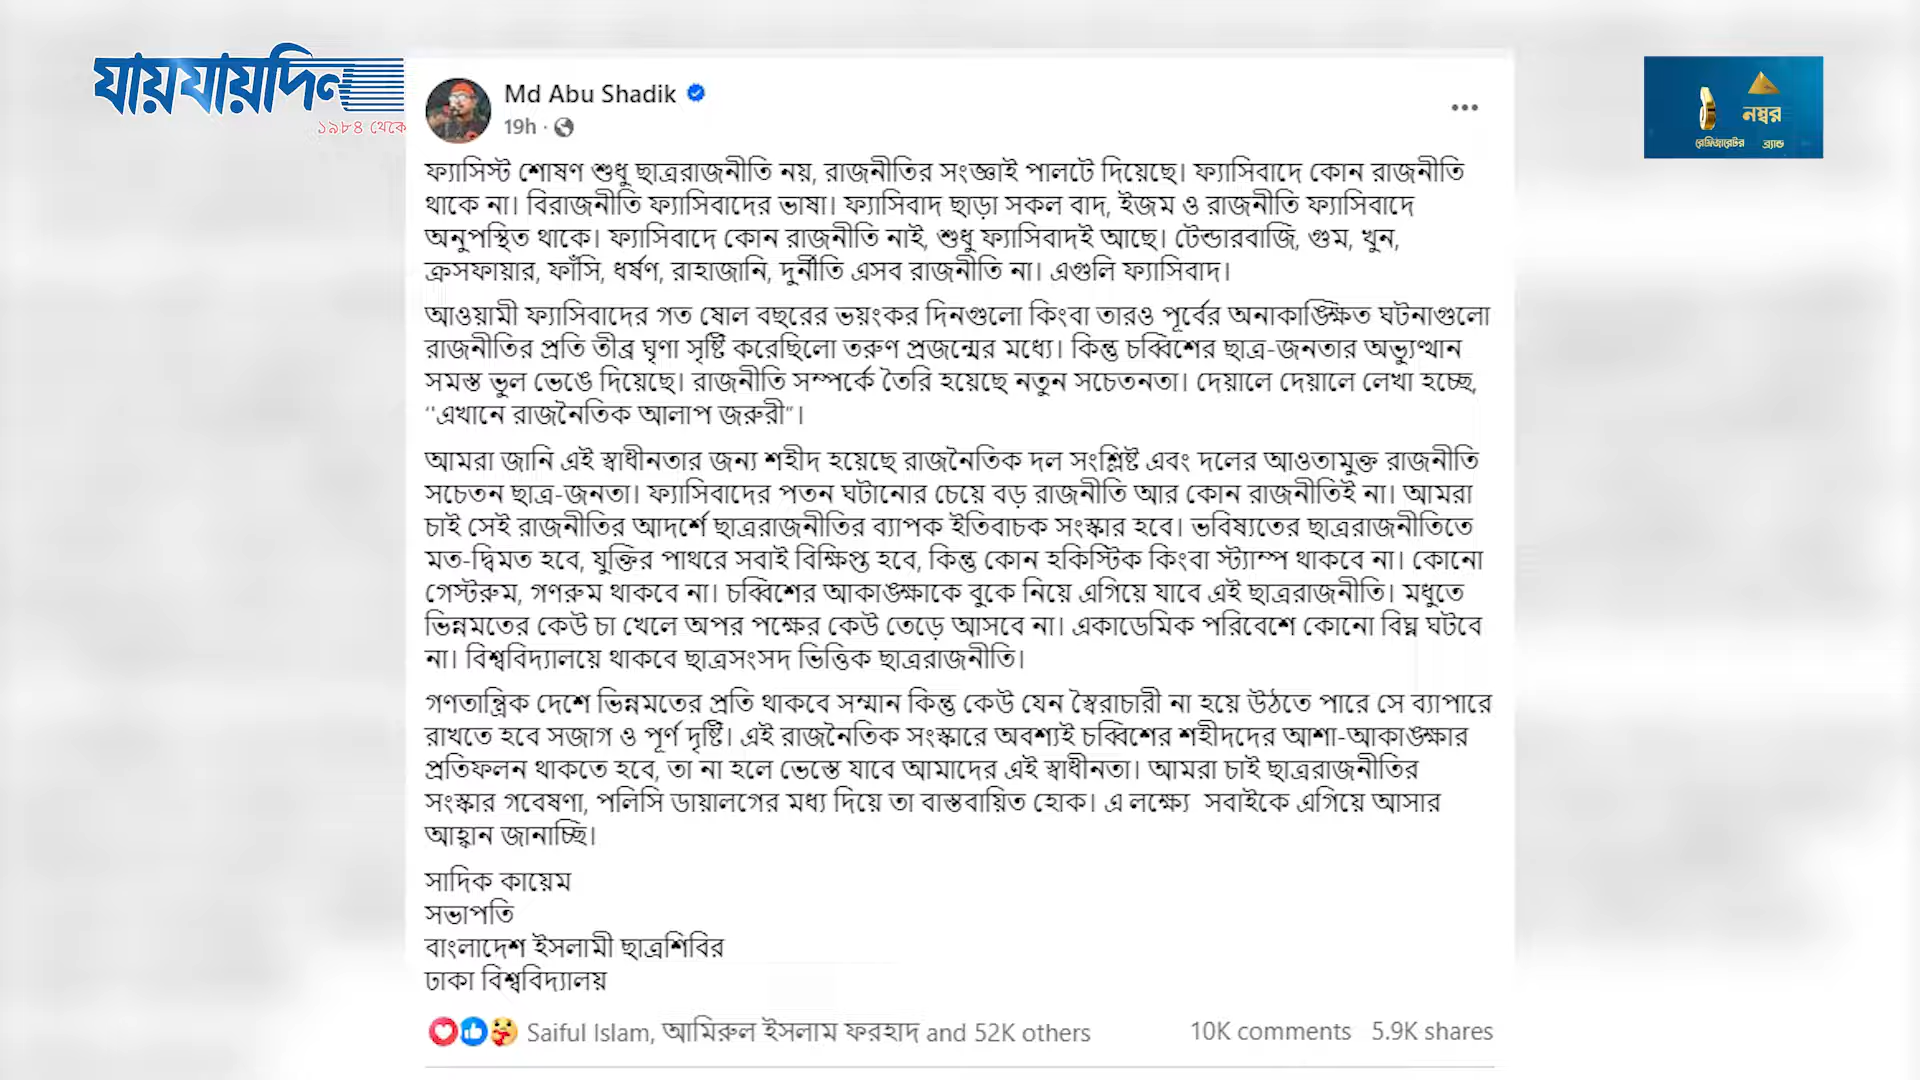 যায়যায়দিন
১৯৮৪ থেকে
নম্বর
রেফ্রিজারেটর ব্র্যান্ড
Md Abu Shadik
19h
ফ্যাসিস্ট শোষণ শুধু ছাত্ররাজনীতি নয়, রাজনীতির সংজ্ঞাই পালটে দিয়েছে। ফ্যাসিবাদে কোন রাজনীতি
থাকে না। বিরাজনীতি ফ্যাসিবাদের ভাষা। ফ্যাসিবাদ ছাড়া সকল বাদ, ইজম ও রাজনীতি ফ্যাসিবাদে
অনুপস্থিত থাকে। ফ্যাসিবাদে কোন রাজনীতি নাই, শুধু ফ্যাসিবাদই আছে। টেন্ডারবাজি, গুম, খুন,
ক্রসফায়ার, ফাঁসি, ধর্ষণ, রাহাজানি, দুর্নীতি এসব রাজনীতি না। এগুলি ফ্যাসিবাদ।
আওয়ামী ফ্যাসিবাদের গত ষোল বছরের ভয়ংকর দিনগুলো কিংবা তারও পূর্বের অনাকাঙ্ক্ষিত ঘটনাগুলো
রাজনীতির প্রতি তীব্র ঘৃণা সৃষ্টি করেছিলো তরুণ প্রজন্মের মধ্যে। কিন্তু চব্বিশের ছাত্র-জনতার অভ্যুত্থান
সমস্ত ভুল ভেঙে দিয়েছে। রাজনীতি সম্পর্কে তৈরি হয়েছে নতুন সচেতনতা। দেয়ালে দেয়ালে লেখা হচ্ছে,
‘‘এখানে রাজনৈতিক আলাপ জরুরী”।
আমরা জানি এই স্বাধীনতার জন্য শহীদ হয়েছে রাজনৈতিক দল সংশ্লিষ্ট এবং দলের আওতামুক্ত রাজনীতি
সচেতন ছাত্র-জনতা। ফ্যাসিবাদের পতন ঘটানোর চেয়ে বড় রাজনীতি আর কোন রাজনীতিই না। আমরা
চাই সেই রাজনীতির আদর্শে ছাত্ররাজনীতির ব্যাপক ইতিবাচক সংস্কার হবে। ভবিষ্যতের ছাত্ররাজনীতিতে
মত-দ্বিমত হবে, যুক্তির পাথরে সবাই বিক্ষিপ্ত হবে, কিন্তু কোন হকিস্টিক কিংবা স্ট্যাম্প থাকবে না। কোনো
গেস্টরুম, গণরুম থাকবে না। চব্বিশের আকাঙ্ক্ষাকে বুকে নিয়ে এগিয়ে যাবে এই ছাত্ররাজনীতি। মধুতে
ভিন্নমতের কেউ চা খেলে অপর পক্ষের কেউ তেড়ে আসবে না। একাডেমিক পরিবেশে কোনো বিঘ্ন ঘটবে
না। বিশ্ববিদ্যালয়ে থাকবে ছাত্রসংসদ ভিত্তিক ছাত্ররাজনীতি।
গণতান্ত্রিক দেশে ভিন্নমতের প্রতি থাকবে সম্মান কিন্তু কেউ যেন স্বৈরাচারী না হয়ে উঠতে পারে সে ব্যাপারে
রাখতে হবে সজাগ ও পূর্ণ দৃষ্টি। এই রাজনৈতিক সংস্কারে অবশ্যই চব্বিশের শহীদদের আশা-আকাঙ্ক্ষার
প্রতিফলন থাকতে হবে, তা না হলে ভেস্তে যাবে আমাদের এই স্বাধীনতা। আমরা চাই ছাত্ররাজনীতির
সংস্কার গবেষণা, পলিসি ডায়ালগের মধ্য দিয়ে তা বাস্তবায়িত হোক। এ লক্ষ্যে সবাইকে এগিয়ে আসার
আহ্বান জানাচ্ছি।
সাদিক কায়েম
সভাপতি
বাংলাদেশ ইসলামী ছাত্রশিবির
ঢাকা বিশ্ববিদ্যালয়
Saiful Islam, আমিরুল ইসলাম ফরহাদ and 52K others 10K comments 5.9K shares